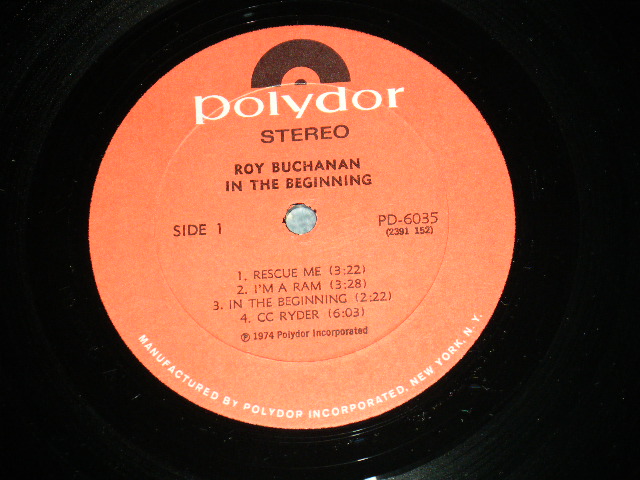 polydor
STEREO
ROY BUCHANAN
IN THE BEGINNING
SIDE 1
PD-6035
(2391 152)
1. RESCUE ME (3:22)
2. I'M A RAM (3:28)
3. IN THE BEGINNING (2:22)
4. CC RYDER (6:03)
℗ 1974 Polydor Incorporated
MANUFACTURED BY POLYDOR INCORPORATED, NEW YORK, N.Y.